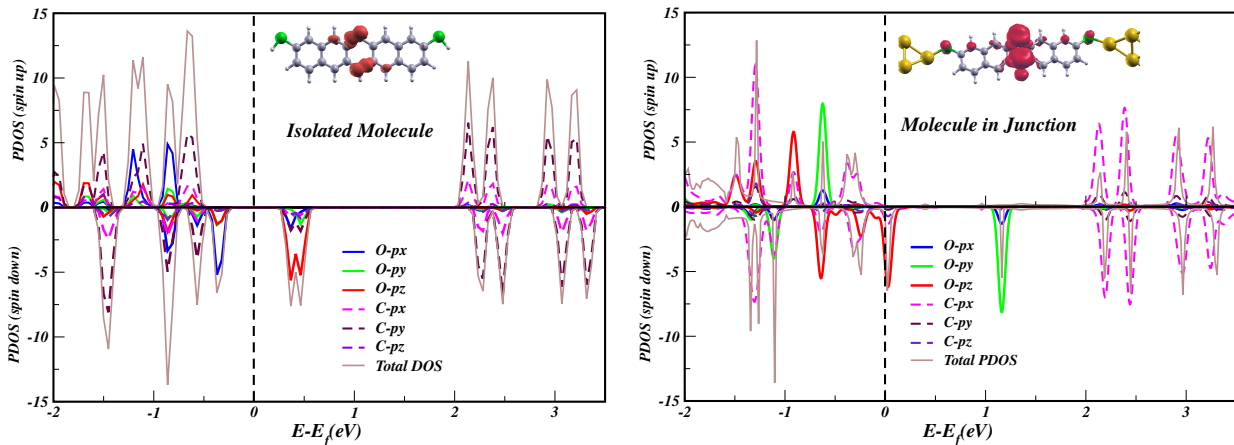 15
10
5
0
-5
-10
-15
PDOS (spin up)
PDOS (spin down)
Isolated Molecule
O-px
O-py
O-pz
C-px
C-py
C-pz
Total DOS
-2
-1
0
1
2
3
E-Ef(eV)
15
10
5
0
-5
-10
-15
PDOS (spin up)
PDOS (spin down)
Molecule in Junction
O-px
O-py
O-pz
C-px
C-py
C-pz
Total PDOS
-2
-1
0
1
2
3
E-Ef(eV)